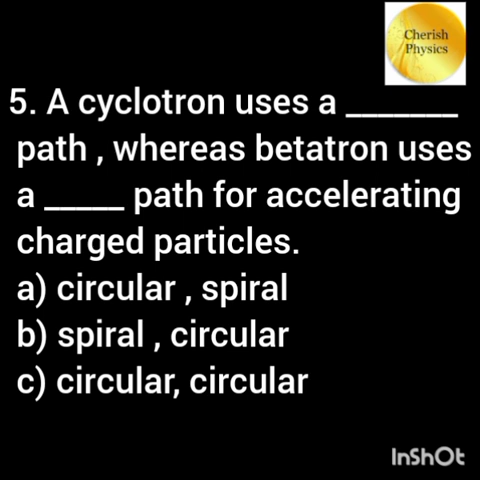 Cherish
Physics
5. A cyclotron uses a _______
path , whereas betatron uses
a _____ path for accelerating
charged particles.
a) circular , spiral
b) spiral , circular
c) circular, circular
InShOt